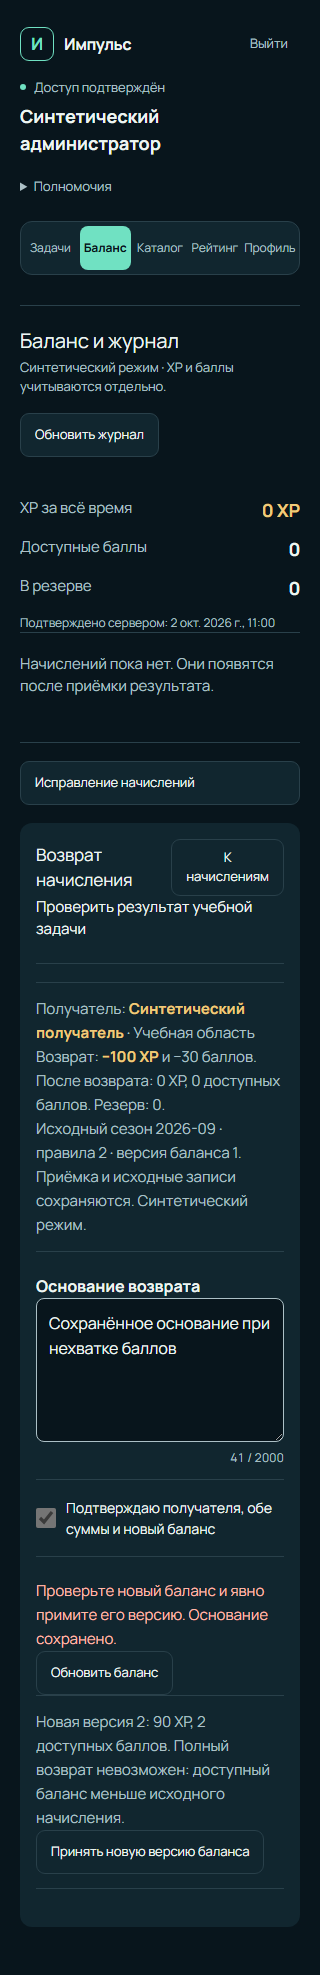 И Импульс Выйти
Доступ подтверждён
Синтетический
администратор
Полномочия
Задачи Баланс Каталог Рейтинг Профиль
Баланс и журнал
Синтетический режим · XP и баллы
учитываются отдельно.
Обновить журнал
XP за всё время 0 XP
Доступные баллы 0
В резерве 0
Подтверждено сервером: 2 окт. 2026 г., 11:00
Начислений пока нет. Они появятся
после приёмки результата.
Исправление начислений
Возврат
начисления
К
начислениям
Проверить результат учебной
задачи
Получатель: Синтетический
получатель · Учебная область
Возврат: −100 XP и −30 баллов.
После возврата: 0 XP, 0 доступных
баллов. Резерв: 0.
Исходный сезон 2026-09 ·
правила 2 · версия баланса 1.
Приёмка и исходные записи
сохраняются. Синтетический
режим.
Основание возврата
Сохранённое основание при
нехватке баллов
41 / 2000
Подтверждаю получателя, обе
суммы и новый баланс
Проверьте новый баланс и явно
примите его версию. Основание
сохранено.
Обновить баланс
Новая версия 2: 90 XP, 2
доступных баллов. Полный
возврат невозможен: доступный
баланс меньше исходного
начисления.
Принять новую версию баланса